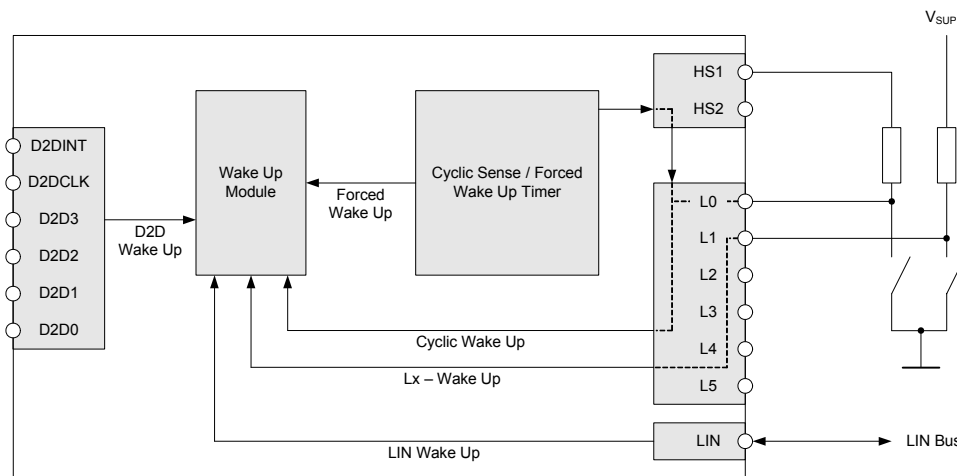 V_SUP
HS1
HS2
D2DINT
D2DCLK
D2D3
D2D2
D2D1
D2D0
D2D
Wake Up
Wake Up
Module
Forced
Wake Up
Cyclic Sense / Forced
Wake Up Timer
L0
L1
L2
L3
L4
L5
Cyclic Wake Up
Lx – Wake Up
LIN Wake Up
LIN
LIN Bus